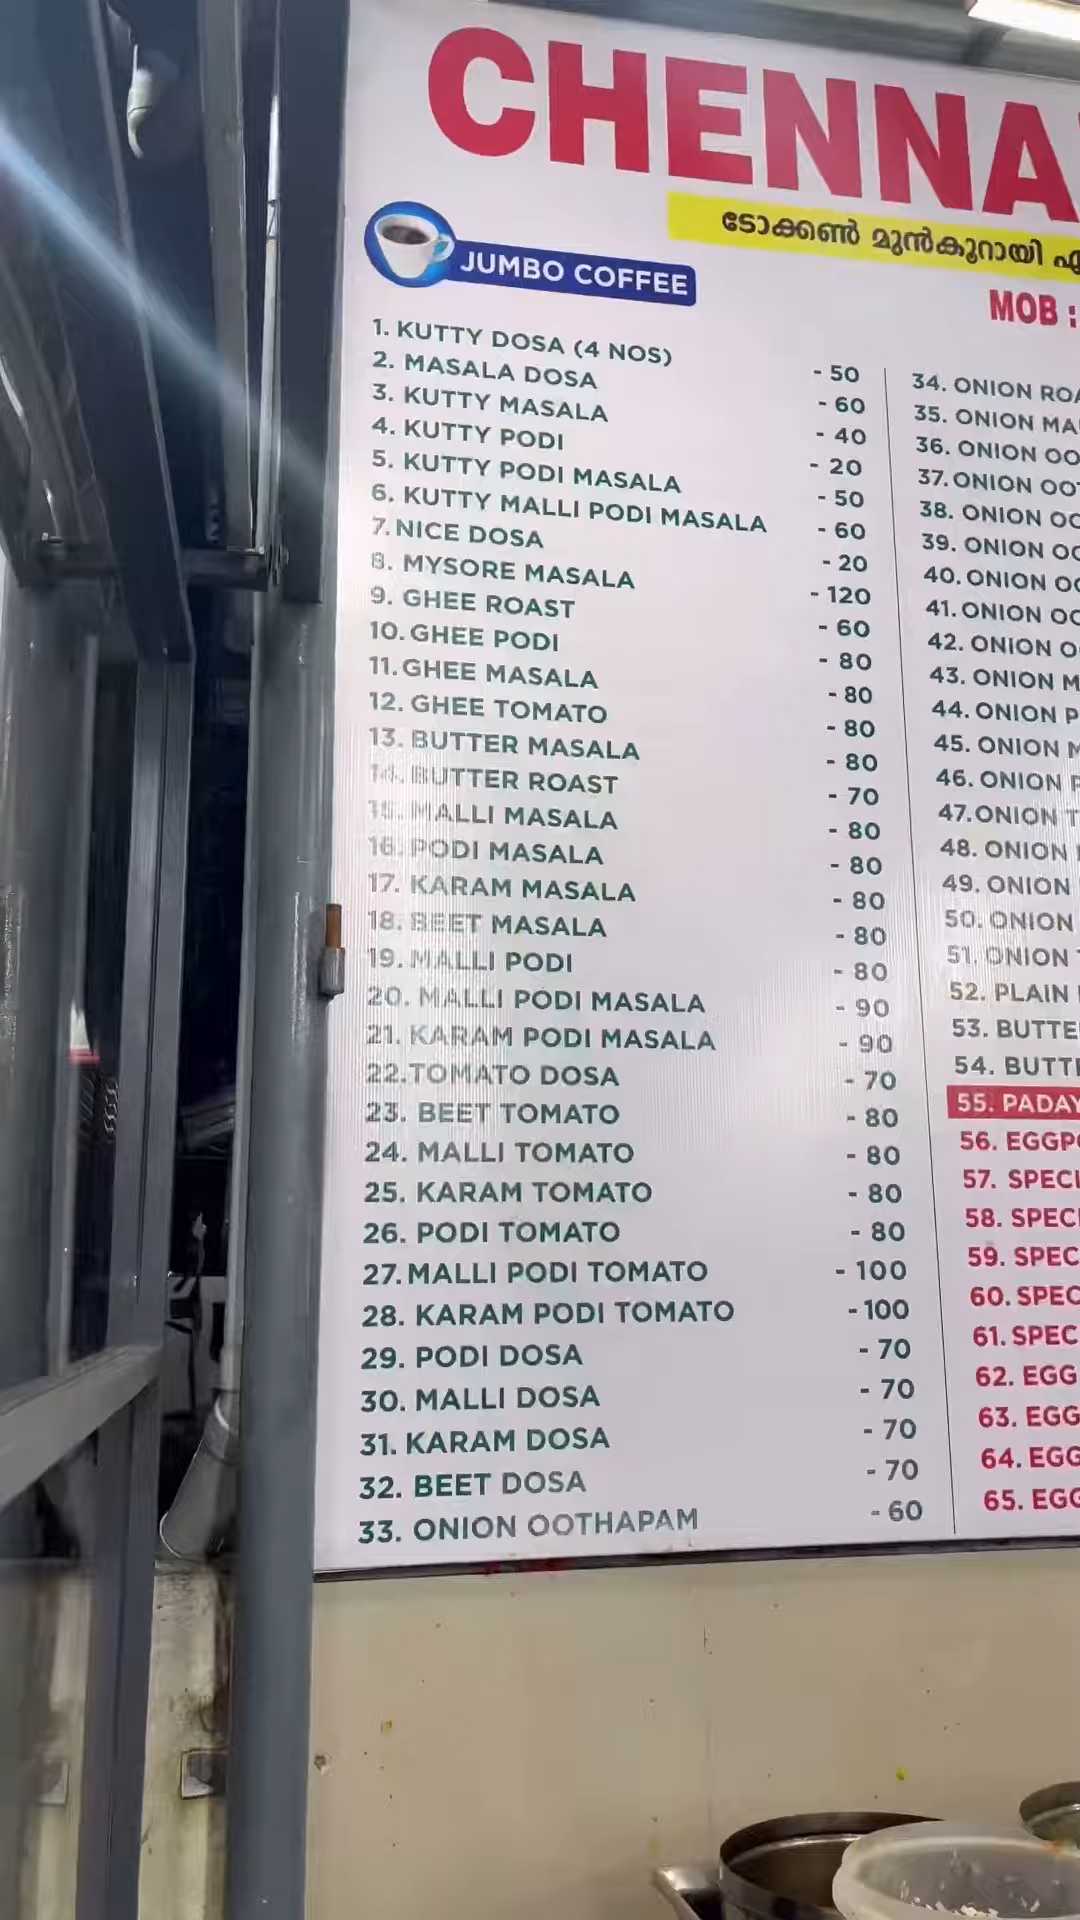 CHENNA
ടോക്കൺ മുൻകൂറായി
JUMBO COFFEE
MOB :
1. KUTTY DOSA (4 NOS) - 50
2. MASALA DOSA - 60
3. KUTTY MASALA - 40
4. KUTTY PODI - 20
5. KUTTY PODI MASALA - 50
6. KUTTY MALLI PODI MASALA - 60
7. NICE DOSA - 20
8. MYSORE MASALA - 120
9. GHEE ROAST - 60
10. GHEE PODI - 80
11. GHEE MASALA - 80
12. GHEE TOMATO - 80
13. BUTTER MASALA - 80
14. BUTTER ROAST - 70
15. MALLI MASALA - 80
16. PODI MASALA - 80
17. KARAM MASALA - 80
18. BEET MASALA - 80
19. MALLI PODI - 80
20. MALLI PODI MASALA - 90
21. KARAM PODI MASALA - 90
22. TOMATO DOSA - 70
23. BEET TOMATO - 80
24. MALLI TOMATO - 80
25. KARAM TOMATO - 80
26. PODI TOMATO - 80
27. MALLI PODI TOMATO - 100
28. KARAM PODI TOMATO - 100
29. PODI DOSA - 70
30. MALLI DOSA - 70
31. KARAM DOSA - 70
32. BEET DOSA - 70
33. ONION OOTHAPAM - 60
34. ONION ROA
35. ONION MA
36. ONION OO
37. ONION OOT
38. ONION OO
39. ONION OO
40. ONION OO
41. ONION OO
42. ONION O
43. ONION M
44. ONION P
45. ONION M
46. ONION P
47. ONION T
48. ONION
49. ONION
50. ONION
51. ONION
52. PLAIN
53. BUTTE
54. BUTT
55. PADAY
56. EGGP
57. SPECI
58. SPECI
59. SPEC
60. SPEC
61. SPEC
62. EGG
63. EGG
64. EGG
65. EGG